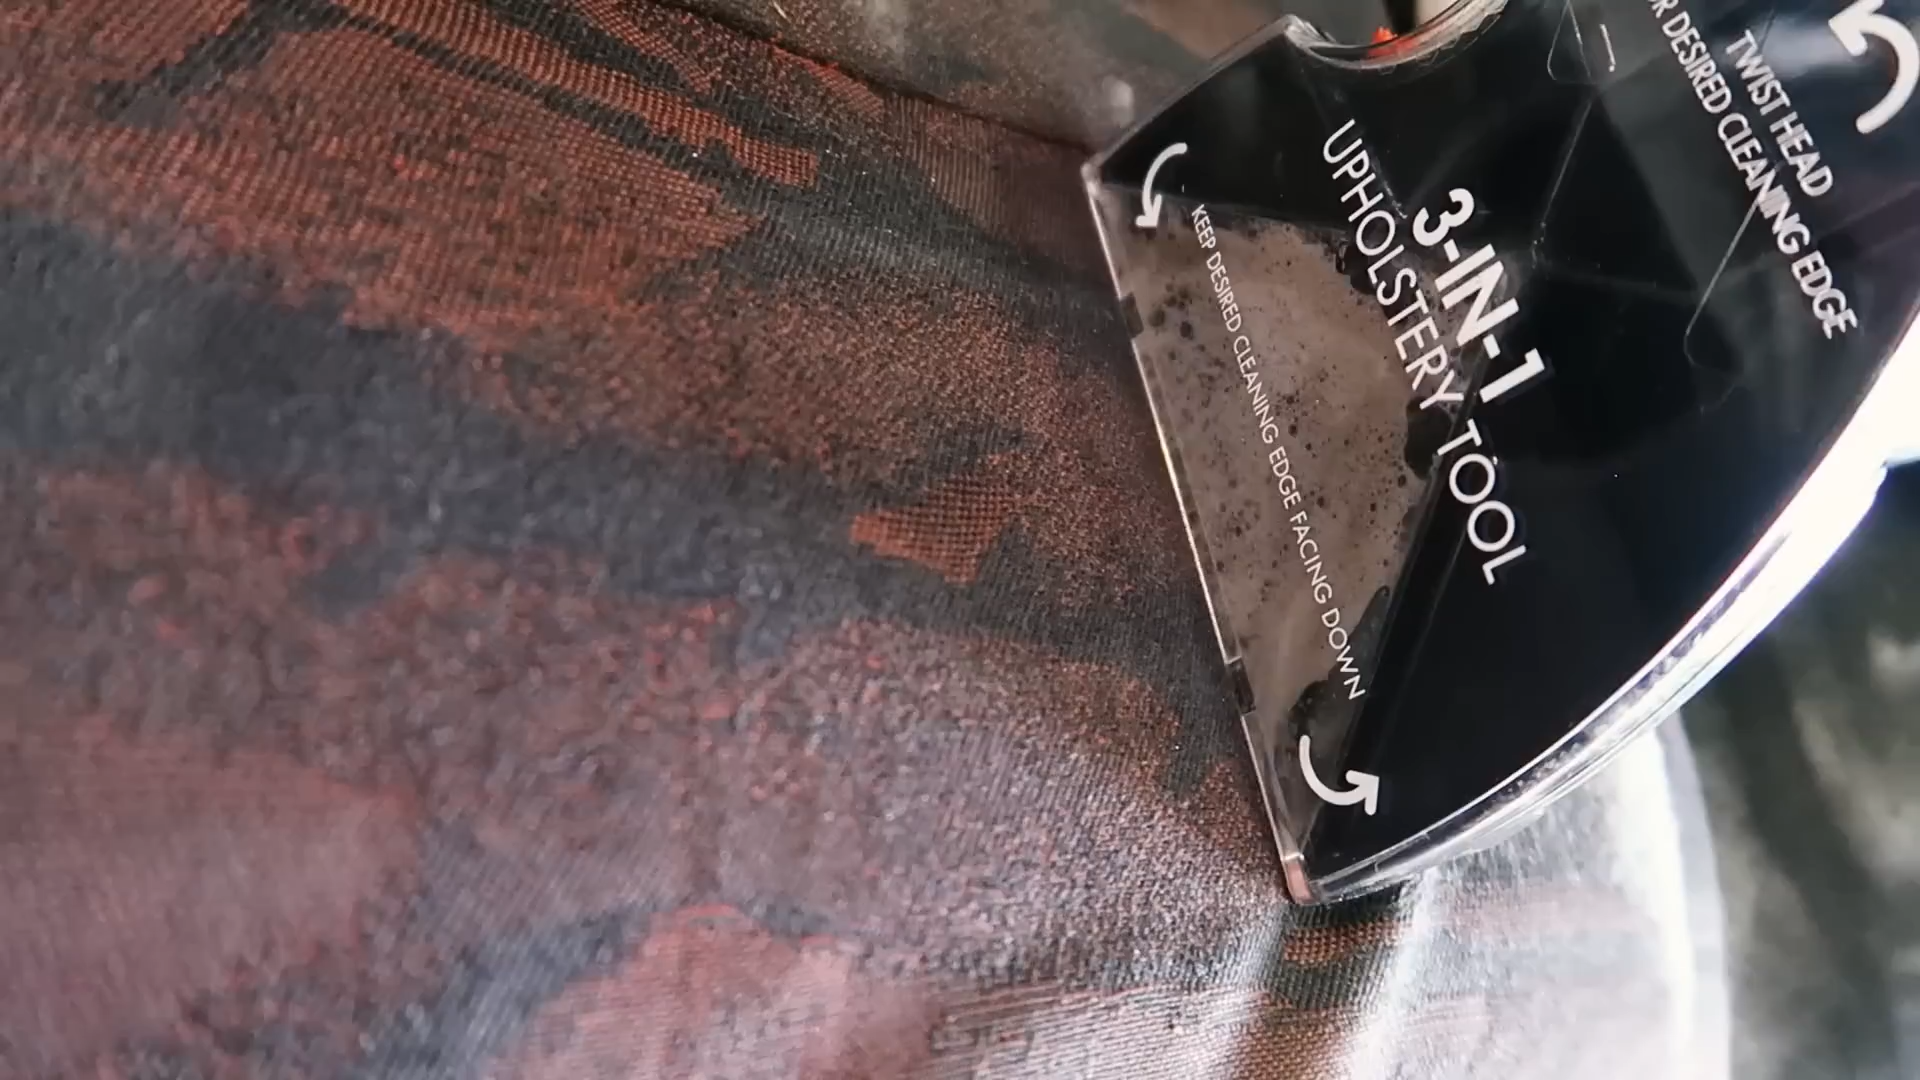 3-IN-1
UPHOLSTERY TOOL
KEEP DESIRED CLEANING EDGE FACING DOWN
TWIST HEAD
DESIRED CLEANING EDGE